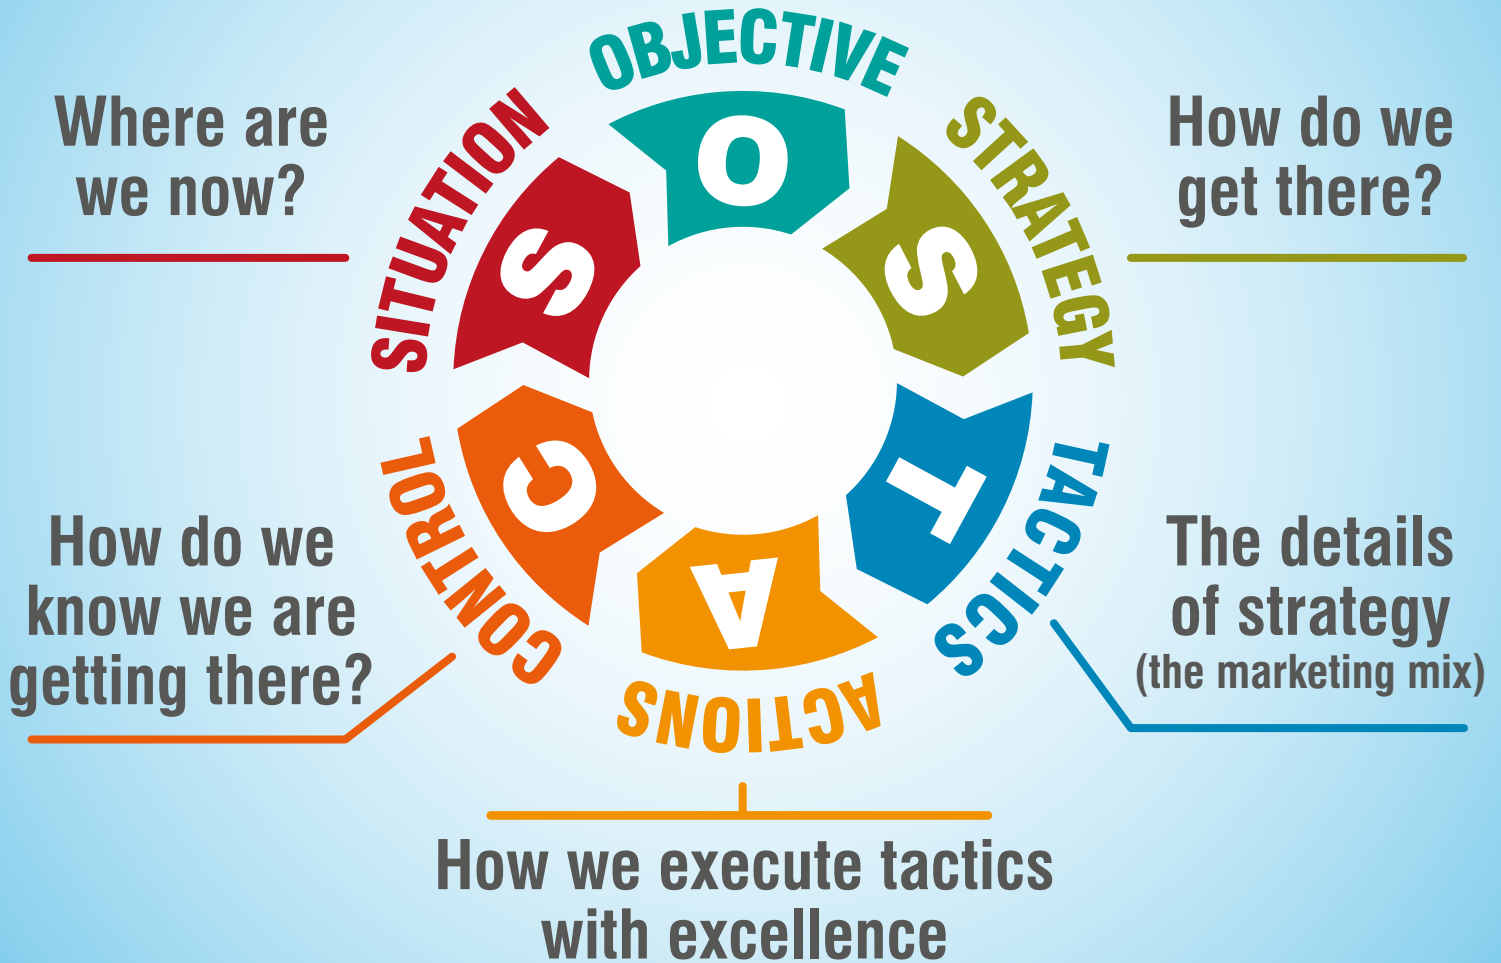 OBJECTIVE
O
SITUATION
S
Where are
we now?
STRATEGY
S
How do we
get there?
TACTICS
T
The details
of strategy
(the marketing mix)
ACTIONS
A
How we execute tactics
with excellence
CONTROL
C
How do we
know we are
getting there?